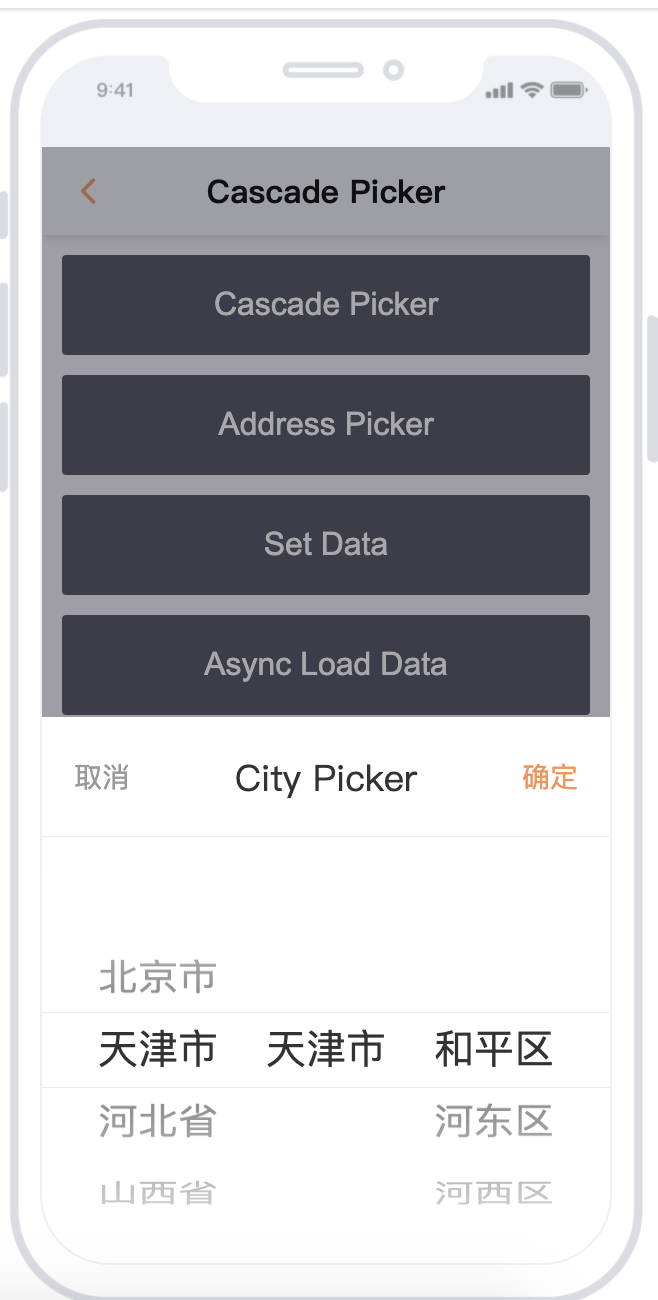 9:41
Cascade Picker
Cascade Picker
Address Picker
Set Data
Async Load Data
取消 City Picker 确定
北京市
天津市 天津市 和平区
河北省 河东区
山西省 河西区